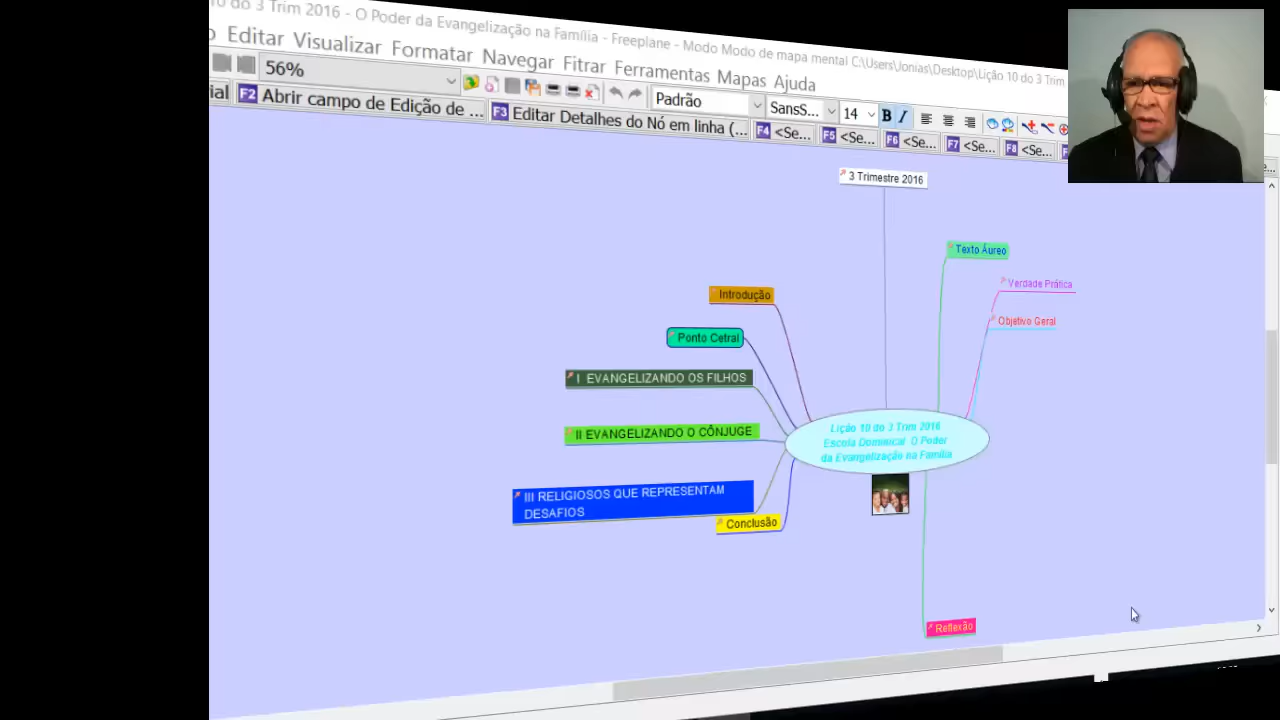 10 do 3 Trim 2016 - O Poder da Evangelização na Família - Freeplane - Modo Modo de mapa mental C:\Users\Jonias\Desktop\Lição 10 do 3 Trim
Editar Visualizar Formatar Navegar Fitrar Ferramentas Mapas Ajuda
56% Padrão SansS... 14 B I
ial F2 Abrir campo de Edição de ... F3 Editar Detalhes do Nó em linha (... F4 <Se... F5 <Se... F6 <Se... F7 <Se... F8 <Se...
3 Trimestre 2016
Texto Áureo
Verdade Prática
Introdução
Objetivo Geral
Ponto Cetral
I EVANGELIZANDO OS FILHOS
II EVANGELIZANDO O CÔNJUGE
Lição 10 do 3 Trim 2016
Escola Dominical O Poder
da Evangelização na Família
III RELIGIOSOS QUE REPRESENTAM
DESAFIOS
Conclusão
Reflexão